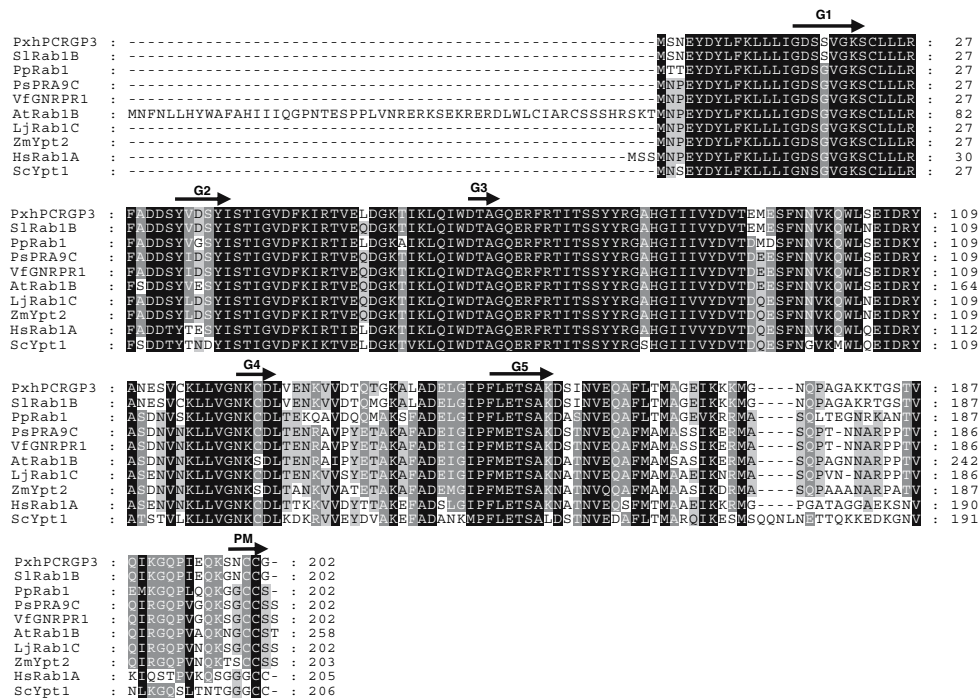 G1
PxhPCRGP3 : -------------------------------------------------------MSNEYDYLFKLLLIGDSSVGKSCLLLR : 27
SlRab1B : -------------------------------------------------------MSNEYDYLFKLLLIGDSSVGKSCLLLR : 27
PpRab1 : -------------------------------------------------------MTTEYDYLFKLLLIGDSGVGKSCLLLR : 27
PsPRA9C : -------------------------------------------------------MNPEYDYLFKLLLIGDSGVGKSCLLLR : 27
VfGNRPR1 : -------------------------------------------------------MNPEYDYLFKLLLIGDSGVGKSCLLLR : 27
AtRab1B : MNFNLLHYWAFAHIIIQGPNTESPPLVNRERKSEKRERDLWLCIARCSSSHRSKTMNPEYDYLFKLLLIGDSGVGKSCLLLR : 82
LjRab1C : -------------------------------------------------------MNPEYDYLFKLLLIGDSGVGKSCLLLR : 27
ZmYpt2 : -------------------------------------------------------MNPEYDYLFKLLLIGDSGVGKSCLLLR : 27
HsRab1A : ----------------------------------------------------MSSMNPEYDYLFKLLLIGDSGVGKSCLLLR : 30
ScYpt1 : -------------------------------------------------------MNSEYDYLFKLLLIGNSGVGKSCLLLR : 27
G2 G3
PxhPCRGP3 : FADDSYVDSYISTIGVDFKIRTVELDGKTIKLQIWDTAGQERFRTITSSYYRGAHGIIIVYDVTEMESFNNVKQWLSEIDRY : 109
SlRab1B : FADDSYVDSYISTIGVDFKIRTVELDGKTIKLQIWDTAGQERFRTITSSYYRGAHGIIIVYDVTEMESFNNVKQWLSEIDRY : 109
PpRab1 : FADDSYVGSYISTIGVDFKIRTIELDGKAIKLQIWDTAGQERFRTITSSYYRGAHGIIIVYDVTDMDSFNNVKQWLNEIDRY : 109
PsPRA9C : FADDSYIDSYISTIGVDFKIRTVEQDGKTIKLQIWDTAGQERFRTITSSYYRGAHGIIIVYDVTDEESFNNVKQWLSEIDRY : 109
VfGNRPR1 : FADDSYIDSYISTIGVDFKIRTVEQDGKTIKLQIWDTAGQERFRTITSSYYRGAHGIIIVYDVTDEESFNNVKQWLSEIDRY : 109
AtRab1B : FSDDSYVESYISTIGVDFKIRTVEQDGKTIKLQIWDTAGQERFRTITSSYYRGAHGIIIVYDVTDEESFNNVKQWLSEIDRY : 164
LjRab1C : FADDSYLDSYISTIGVDFKIRTVEQDGKTIKLQIWDTAGQERFRTITSSYYRGAHGIIVVYDVTDQESFNNVKQWLNEIDRY : 109
ZmYpt2 : FADDSYLDSYISTIGVDFKIRTVEQDGKTIKLQIWDTAGQERFRTITSSYYRGAHGIIIVYDVTDQESFNNVKQWLNEIDRY : 109
HsRab1A : FADDTYTESYISTIGVDFKIRTIELDGKTIKLQIWDTAGQERFRTITSSYYRGAHGIIVVYDVTDQESFNNVKQWLQEIDRY : 112
ScYpt1 : FSDDTYTNDYISTIGVDFKIKTVELDGKTVKLQIWDTAGQERFRTITSSYYRGSHGIIIVYDVTDQESFNGVKMWLQEIDRY : 109
G4 G5
PxhPCRGP3 : ANESVCKLLVGNKCDLVENKVVDTQTGKALADELGIPFLETSAKDSINVEQAFLTMAGEIKKKMG----NQPAGAKKTGSTV : 187
SlRab1B : ANESVCKLLVGNKCDLVENKVVDTQMGKALADELGIPFLETSAKDSINVEQAFLTMAGEIKKKMG----SQPAGAKRTGSTV : 187
PpRab1 : ASDNVSKLLVGNKCDLTEKQAVDQQMGKSFADELGIPFLETSAKDSINVEQAFLTMAGEVKRRMG----SQLTEGNRKANTV : 187
PsPRA9C : ASDNVNKLLVGNKCDLTENRAVPYETAKAFADEIGIPFMETSAKDSTNVEQAFMAMASSIKERMA----SQPT-NNARPPTV : 186
VfGNRPR1 : ASDNVNKLLVGNKCDLTENRAVPYETAKAFADEIGIPFMETSAKDSTNVEQAFMAMASSIKERMA----SQPT-NNARPPTV : 186
AtRab1B : ASDNVNKLLVGNKSDLTENRAIPYETAKAFADEIGIPFMETSAKDATNVEQAFMAMSASIKERMA----SQPAGNNARPPTV : 242
LjRab1C : ASENVNKLLVGNKCDLTENKVVSYETAKAFADEIGIPFMETSAKNATNVEQAFMAMAAEIKNRMA----SQPVN-NARPPTV : 186
ZmYpt2 : ASDNVNKLLVGNKSDLTANKVVATETAKAFADEMGIPFMETSAKNATNVQQAFMAMAASIKDRMA----SQPAAANARPATV : 187
HsRab1A : ASENVNKLLVGNKCDLTTKKVVDYTTAKEFADSLGIPFLETSAKNATNVEQSFMTMAAEIKKRMG----PGATAGGAEKSNV : 190
ScYpt1 : ATSTVLKLLVGNKCDLKDKRVVEYDVAKEFADANKMPFLETSALDSTNVEDAFLTMARQIKESMSQQNLNETTQKKEDKGNV : 191
PM
PxhPCRGP3 : QIKGQPIEQKSNCCG- : 202
SlRab1B : QIKGQPIEQKGNCCG- : 202
PpRab1 : EMKGQPLQQKGGCCS- : 202
PsPRA9C : QIRGQPVGQKSGCCSS : 202
VfGNRPR1 : QIRGQPVGQKSGCCSS : 202
AtRab1B : QIRGQPVAQKNGCCST : 258
LjRab1C : QIRGQPVNQKSGCCSS : 202
ZmYpt2 : QIRGQPVNQKTSCCSS : 203
HsRab1A : KIQSTPVKQSGGGCC- : 205
ScYpt1 : NLKGQSLTNTGGGCC- : 206